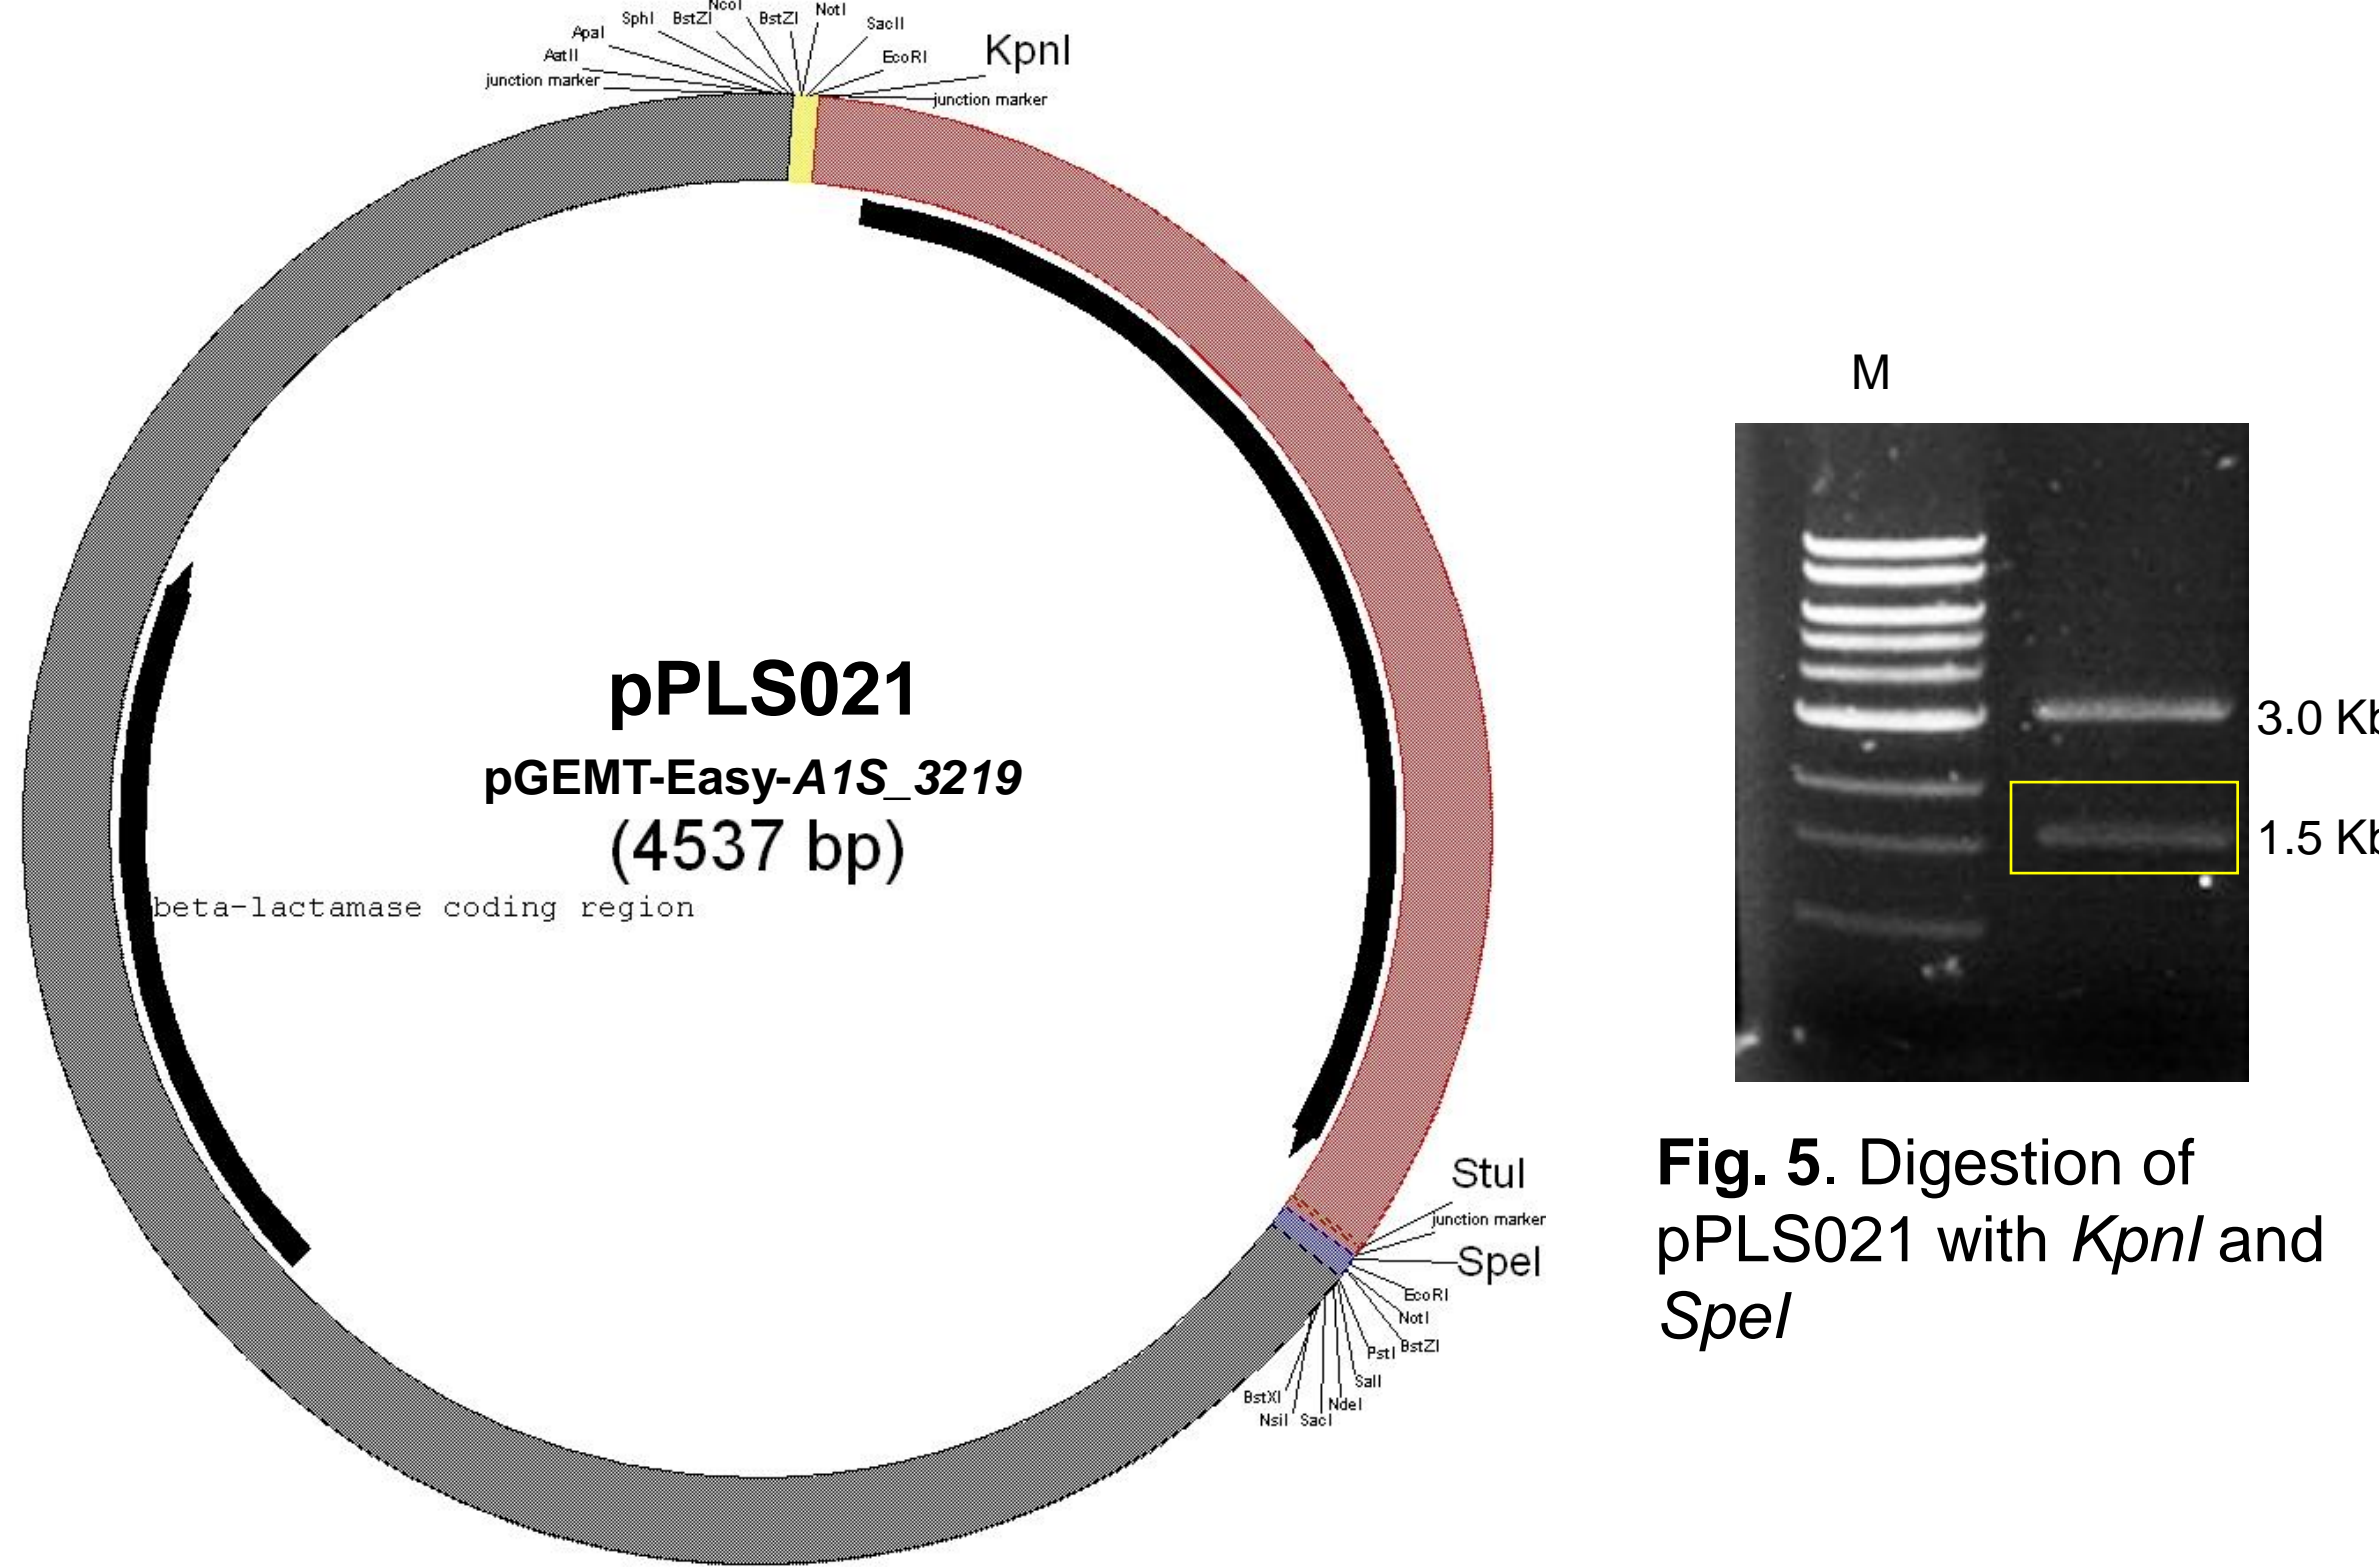 NcoI
SphI
BstZI
BstZI
NotI
SacII
ApaI
AatII
EcoRI
KpnI
junction marker
junction marker
M
pPLS021
pGEMT-Easy-A1S_3219
(4537 bp)
beta-lactamase coding region
3.0 Kb
1.5 Kb
StuI
junction marker
SpeI
EcoRI
NotI
BstZI
PstI
SalI
NdeI
SacI
NsiI
BstXI
Fig. 5. Digestion of
pPLS021 with KpnI and
SpeI